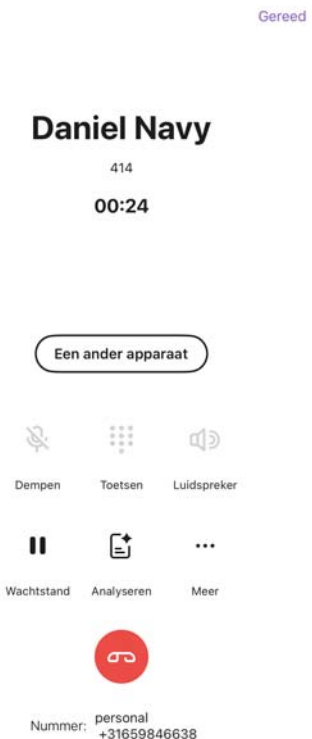 Gereed
Daniel Navy
414
00:24
Een ander apparaat
Dempen Toetsen Luidspreker
Wachtstand Analyseren Meer
Nummer: personal
+31659846638